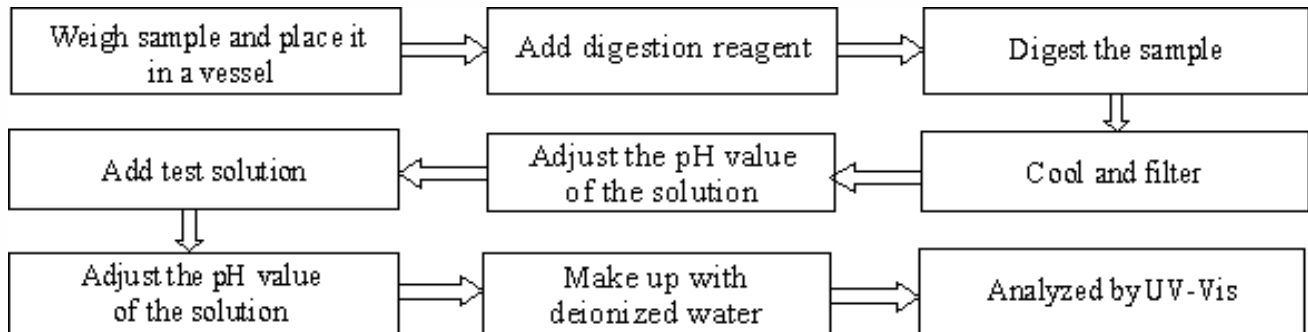 Weigh sample and place it
in a vessel
Add digestion reagent
Digest the sample
Cool and filter
Adjust the pH value
of the solution
Add test solution
Adjust the pH value
of the solution
Make up with
deionized water
Analyzed by UV-Vis